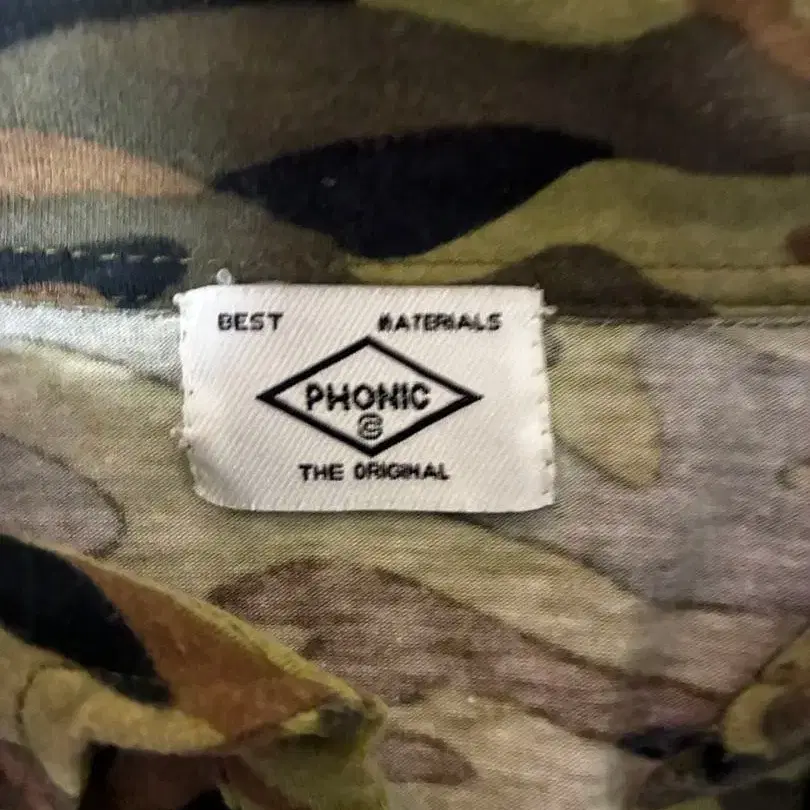 BEST MATERIALS
PHONIC
©
THE ORIGINAL